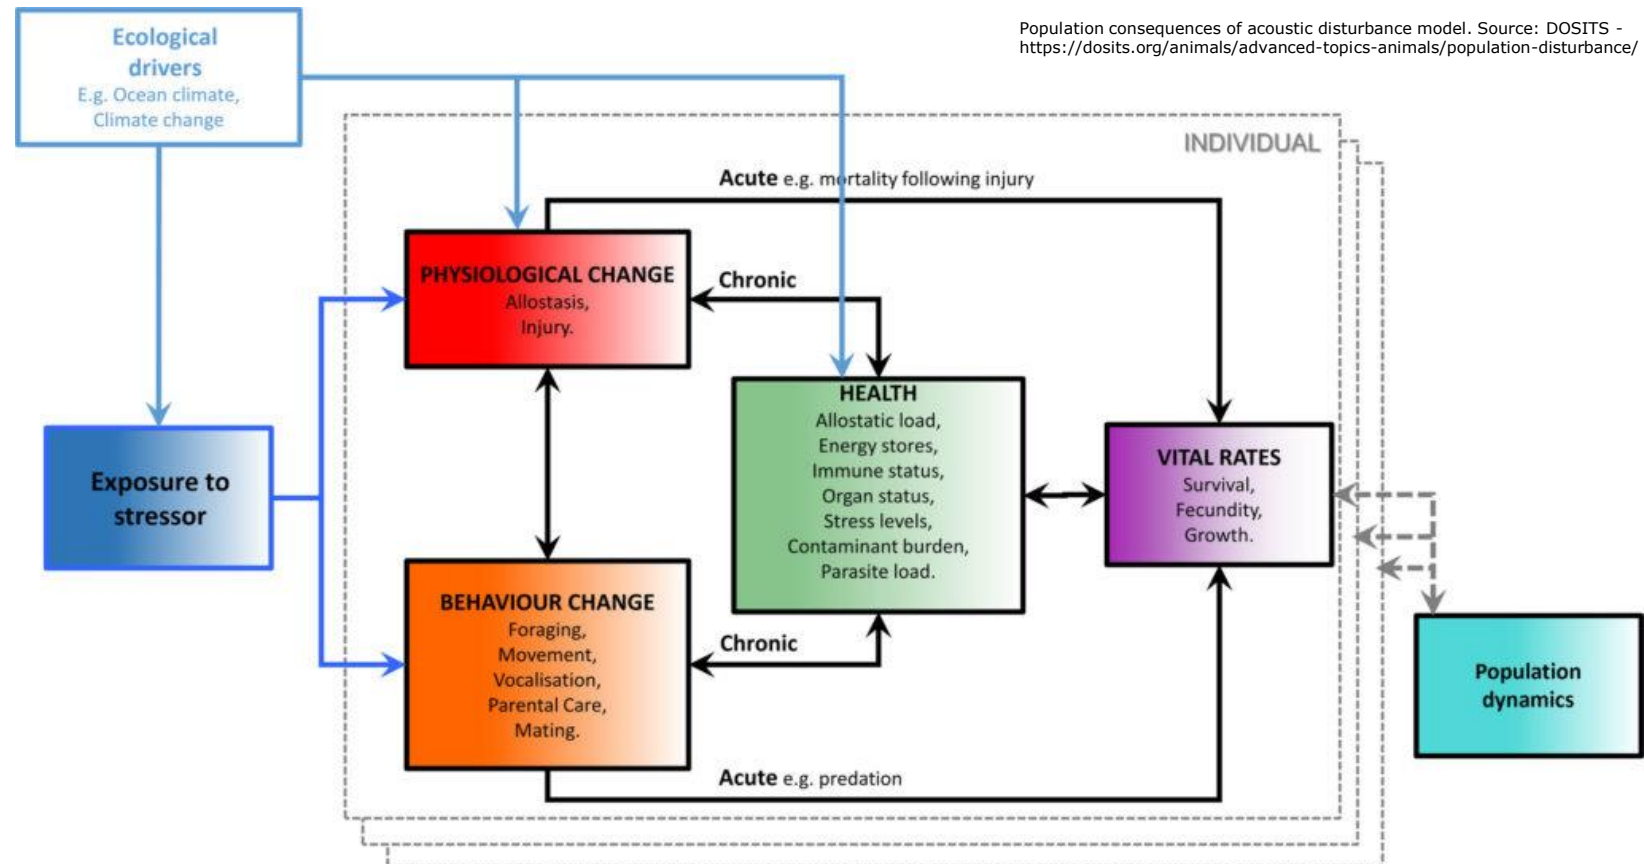 Population consequences of acoustic disturbance model. Source: DOSITS -
https://dosits.org/animals/advanced-topics-animals/population-disturbance/
Ecological
drivers
E.g. Ocean climate,
Climate change
INDIVIDUAL
Acute e.g. mortality following injury
PHYSIOLOGICAL CHANGE
Allostasis,
Injury.
Chronic
HEALTH
Allostatic load,
Energy stores,
Immune status,
Organ status,
Stress levels,
Contaminant burden,
Parasite load.
VITAL RATES
Survival,
Fecundity,
Growth.
Exposure to
stressor
BEHAVIOUR CHANGE
Foraging,
Movement,
Vocalisation,
Parental Care,
Mating.
Chronic
Population
dynamics
Acute e.g. predation